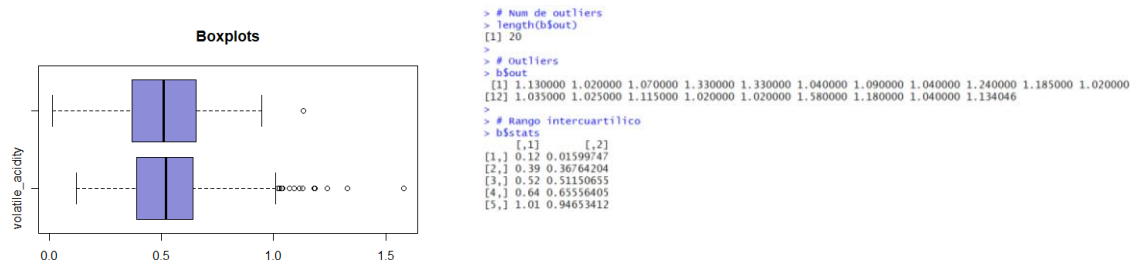 Boxplots
volatile_acidity
0.0 0.5 1.0 1.5
> # Num de outliers
> length(b$out)
[1] 20
>
> # Outliers
> b$out
[1] 1.130000 1.020000 1.070000 1.330000 1.330000 1.040000 1.090000 1.040000 1.240000 1.185000 1.020000
[12] 1.035000 1.025000 1.115000 1.020000 1.020000 1.580000 1.180000 1.040000 1.134046
>
> # Rango intercuartílico
> b$stats
[,1] [,2]
[1,] 0.12 0.01599747
[2,] 0.39 0.36764204
[3,] 0.52 0.51150655
[4,] 0.64 0.65556405
[5,] 1.01 0.94653412